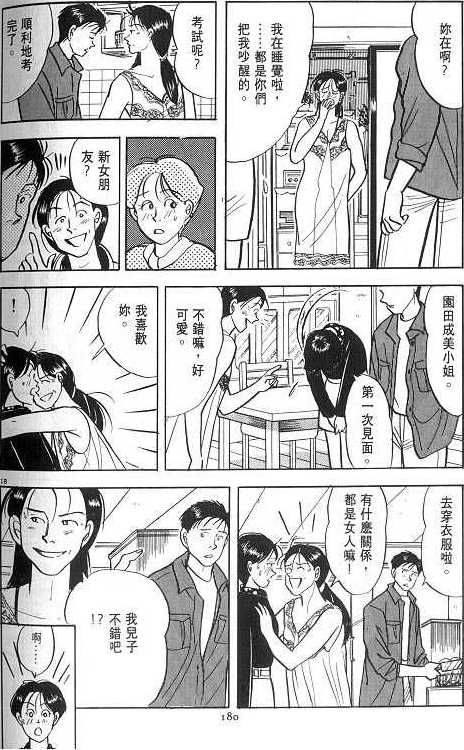 妳在啊？
我在睡覺啦，
……都是你們
把我吵醒的。
考試呢？
順利地考
完了。
新女朋
友？
園田成美小姐。
第一次見面。
不錯嘛，好
可愛。
我喜歡
妳。
！
去穿衣服啦。
有什麼關係，
都是女人嘛！
我兒子
不錯吧
！？
啊……
18
180